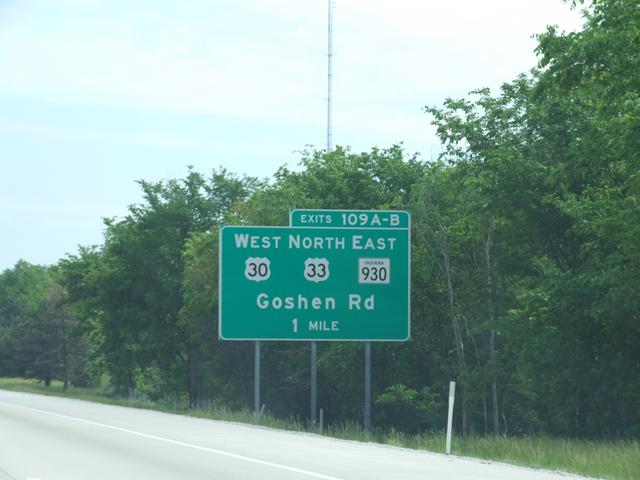 EXITS 109A-B
WEST NORTH EAST
30 33 INDIANA 930
Goshen Rd
1 MILE